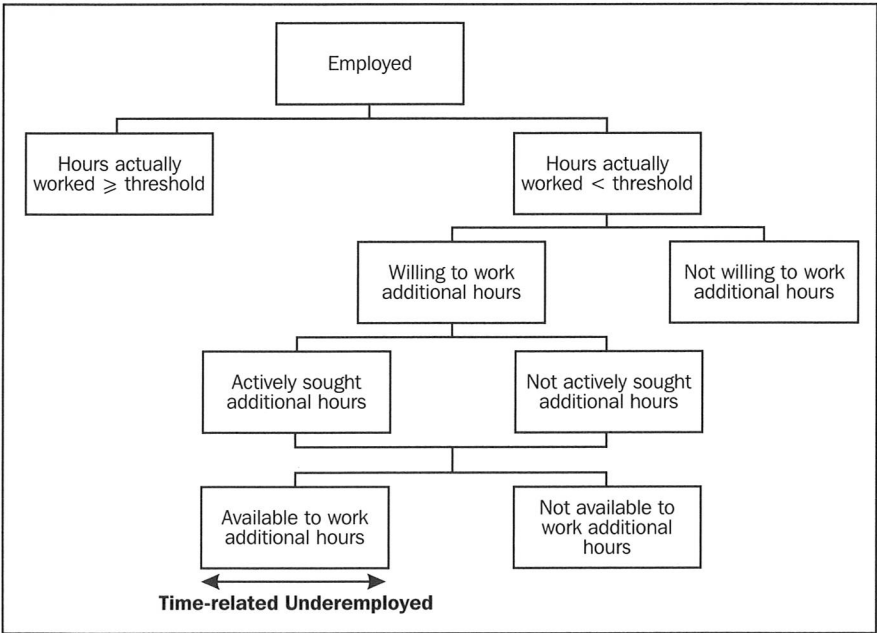 Employed
Hours actually
worked ⩾ threshold
Hours actually
worked < threshold
Willing to work
additional hours
Not willing to work
additional hours
Actively sought
additional hours
Not actively sought
additional hours
Available to work
additional hours
Not available to
work additional
hours
Time-related Underemployed